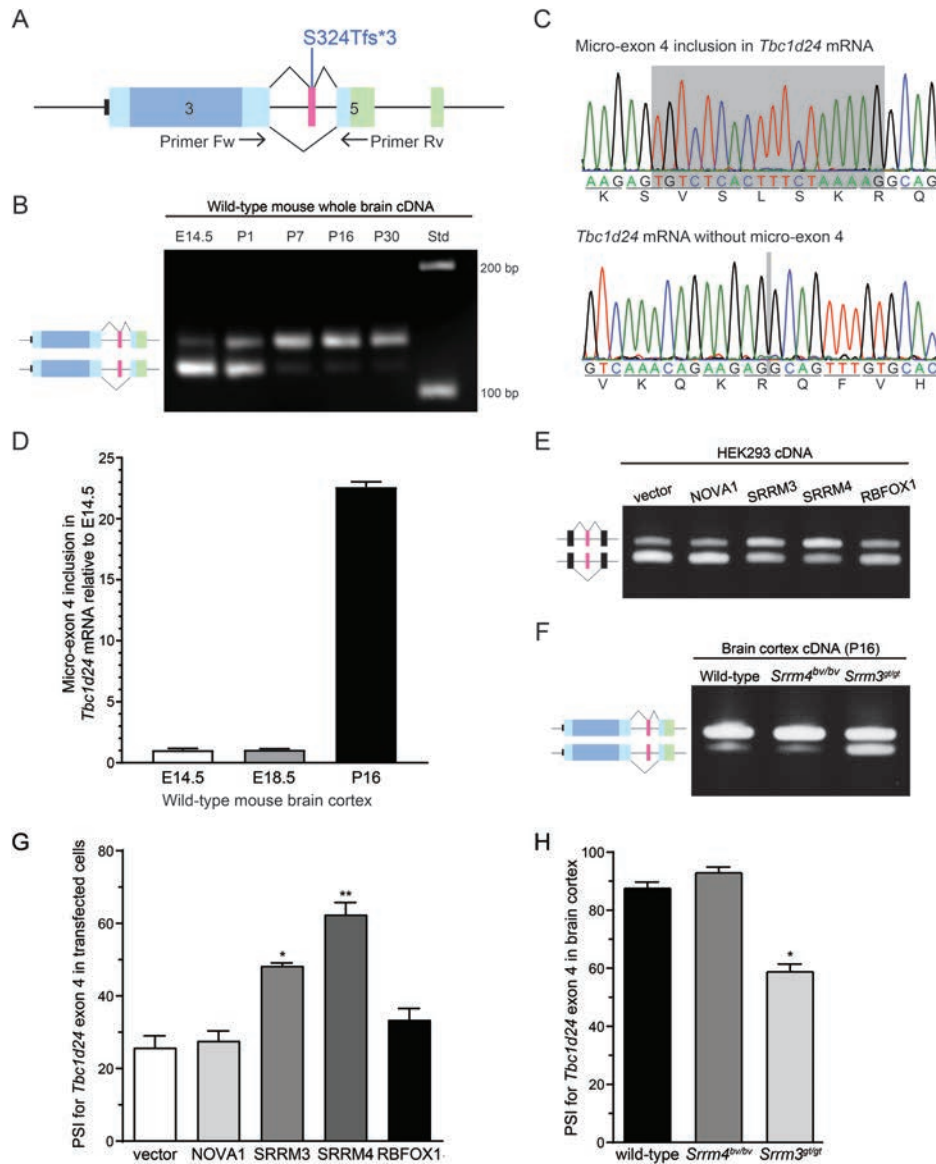 A
S324Tfs*3
3
5
Primer Fw
Primer Rv
B
Wild-type mouse whole brain cDNA
E14.5 P1 P7 P16 P30 Std
200 bp
100 bp
C
Micro-exon 4 inclusion in Tbc1d24 mRNA
AAGAGTGTCTCACTTTCTAAAAGGCAG
K S V S L S K R Q
Tbc1d24 mRNA without micro-exon 4
GTCAAACAGAAGAGGCAGTTTGTGCAC
V K Q K R Q F V H
D
Micro-exon 4 inclusion in
Tbc1d24 mRNA relative to E14.5
25
20
15
10
5
1
0
E14.5 E18.5 P16
Wild-type mouse brain cortex
E
HEK293 cDNA
vector NOVA1 SRRM3 SRRM4 RBFOX1
F
Brain cortex cDNA (P16)
Wild-type Srrm4bv/bv Srrm3gt/gt
G
PSI for Tbc1d24 exon 4 in transfected cells
80
60
40
20
0
*
**
vector NOVA1 SRRM3 SRRM4 RBFOX1
H
PSI for Tbc1d24 exon 4 in brain cortex
100
80
60
40
20
0
*
wild-type Srrm4bv/bv Srrm3gt/gt